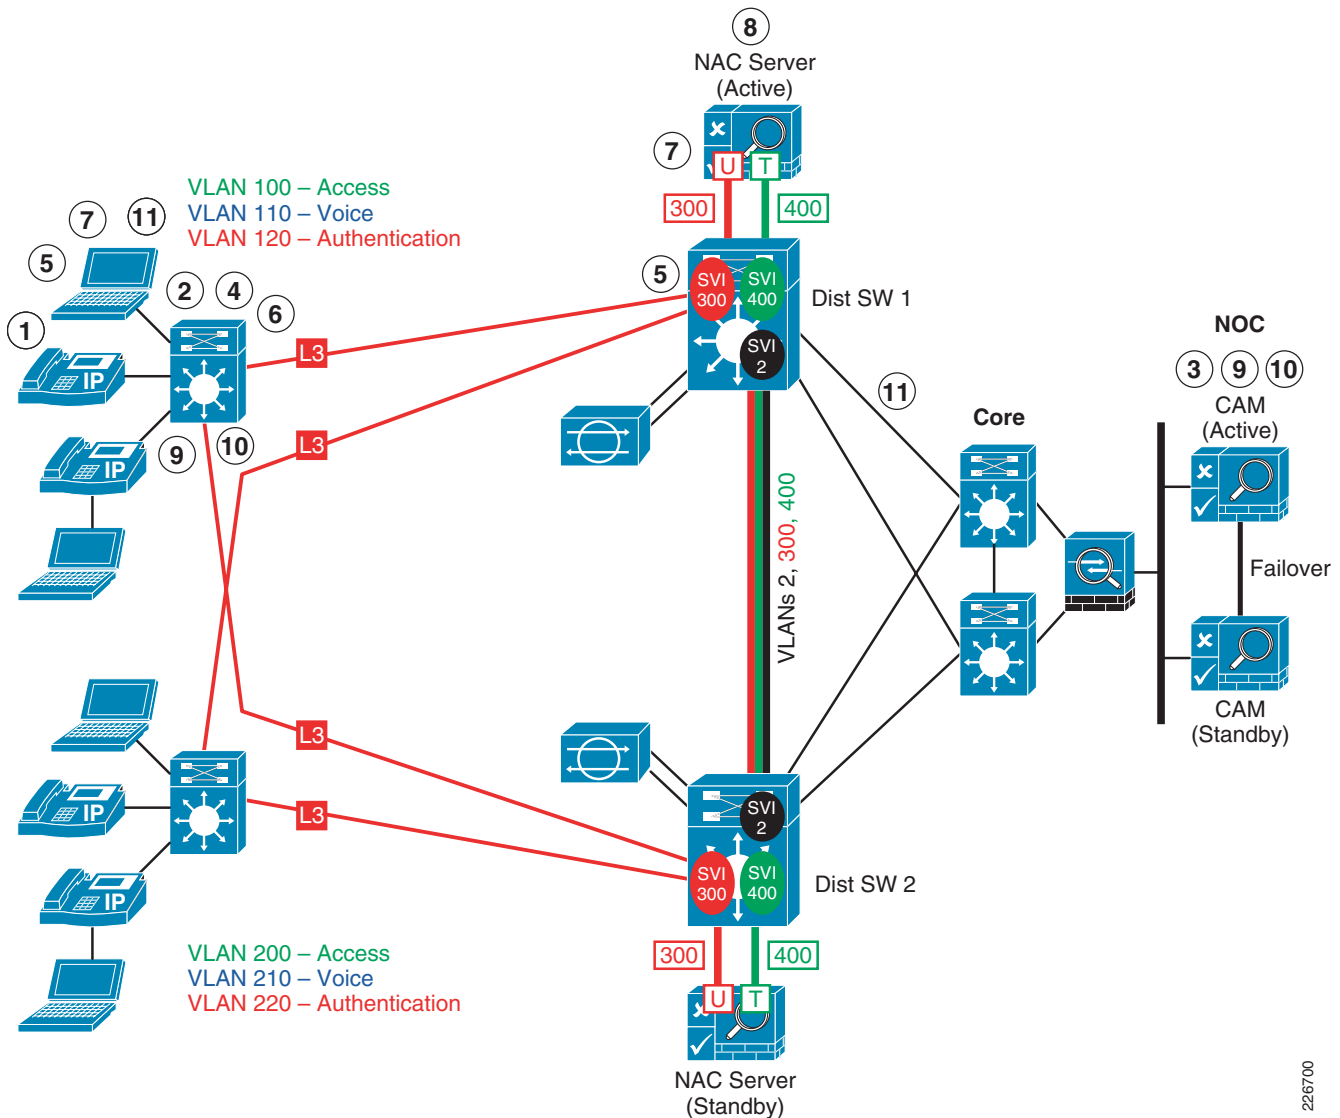 8
NAC Server
(Active)
7
U
T
300
400
VLAN 100 – Access
VLAN 110 – Voice
VLAN 120 – Authentication
7
11
5
2
4
6
1
IP
IP
9
10
L3
L3
5
SVI
300
SVI
400
SVI
2
Dist SW 1
11
NOC
3
9
10
CAM
(Active)
Core
VLANs 2, 300, 400
Failover
CAM
(Standby)
L3
L3
IP
IP
SVI
2
SVI
300
SVI
400
Dist SW 2
VLAN 200 – Access
VLAN 210 – Voice
VLAN 220 – Authentication
300
400
U
T
NAC Server
(Standby)
226700